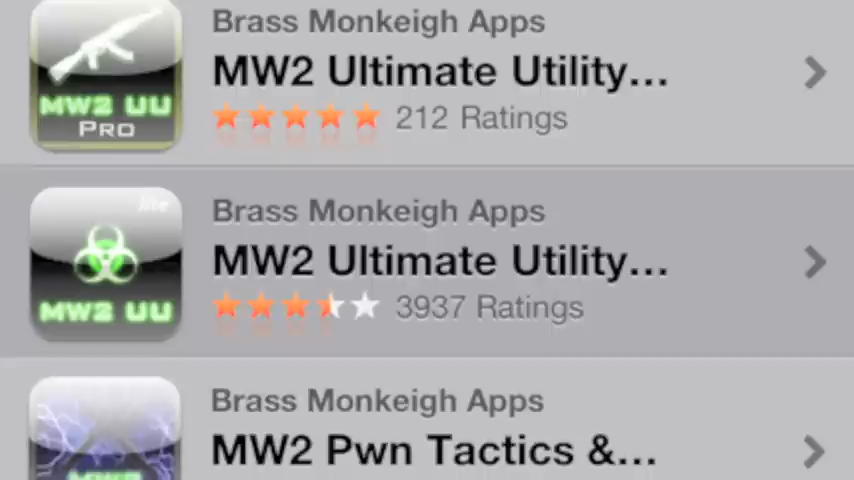 Brass Monkeigh Apps
MW2 Ultimate Utility...
212 Ratings
MW2 UU
PRO
Brass Monkeigh Apps
MW2 Ultimate Utility...
3937 Ratings
lite
MW2 UU
Brass Monkeigh Apps
MW2 Pwn Tactics &...